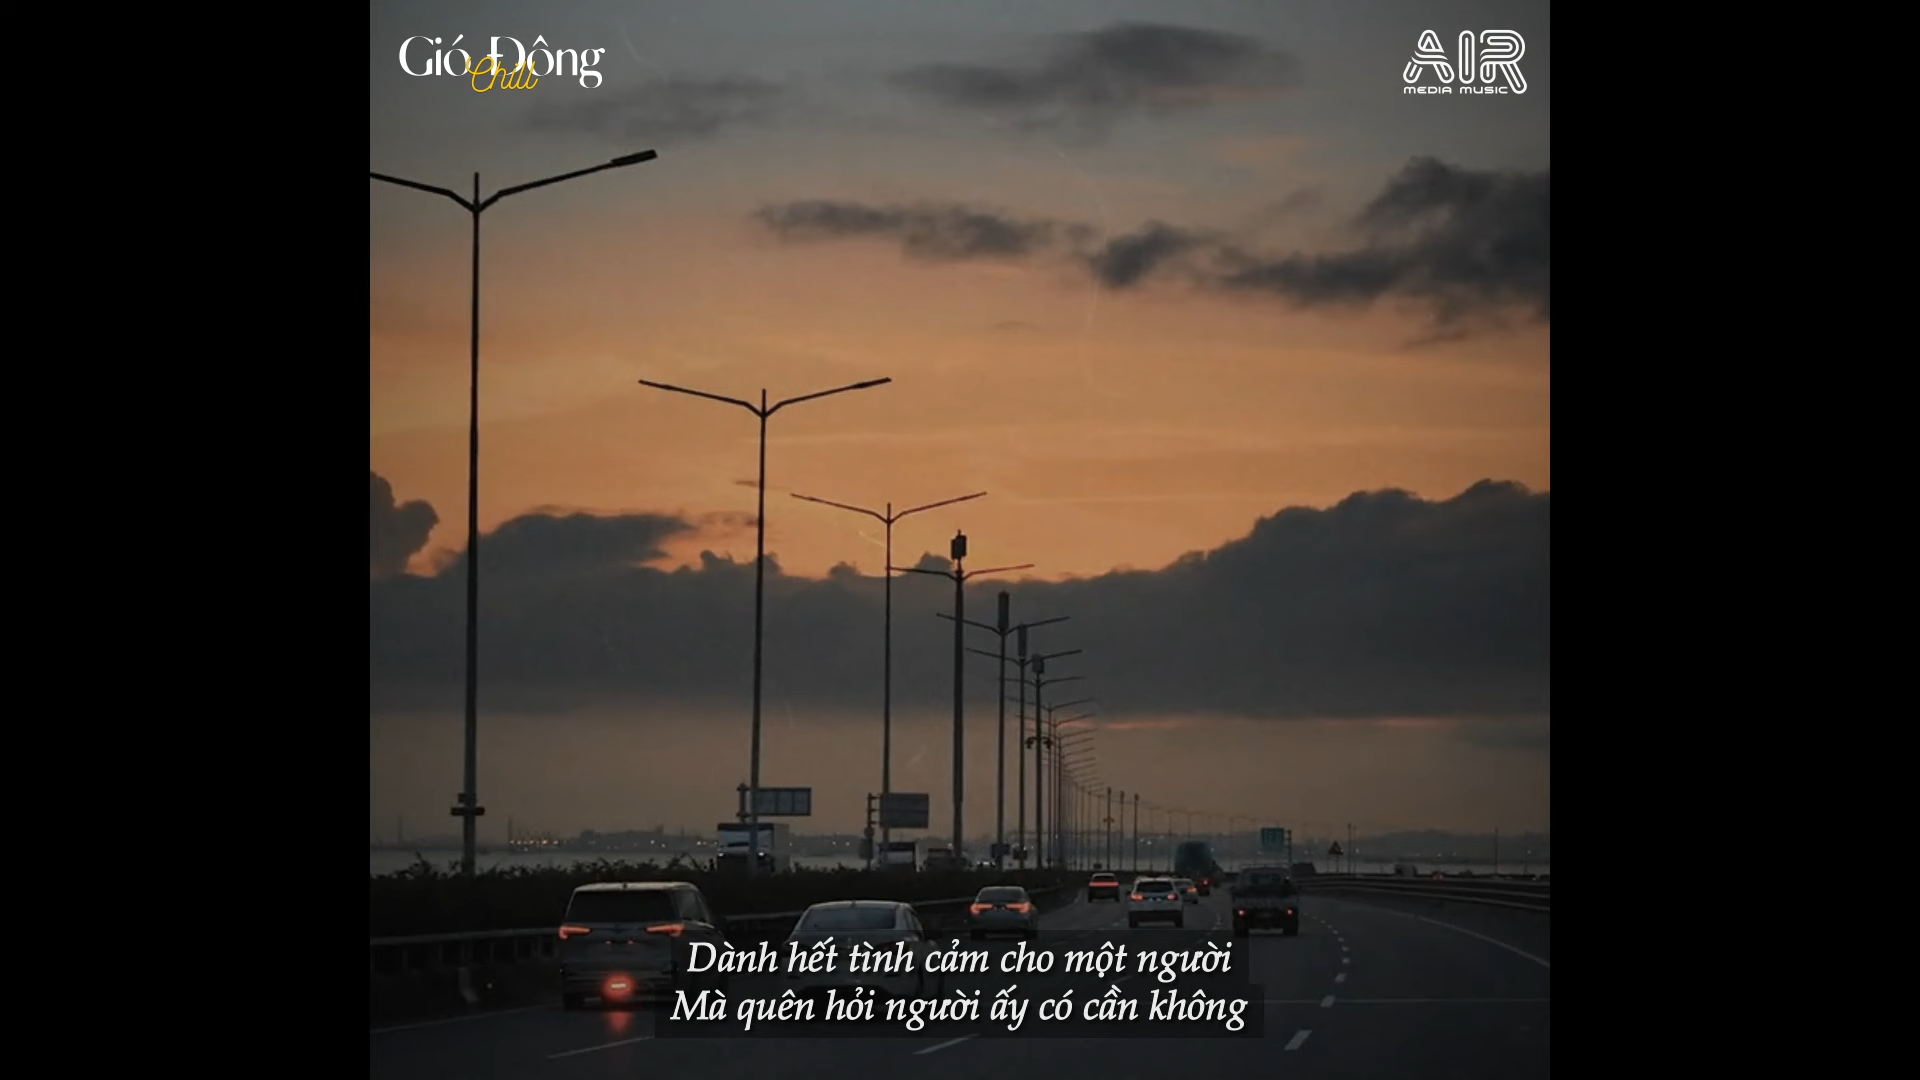 Gió Đông
Chill
AIR
MEDIA MUSIC
Dành hết tình cảm cho một người
Mà quên hỏi người ấy có cần không